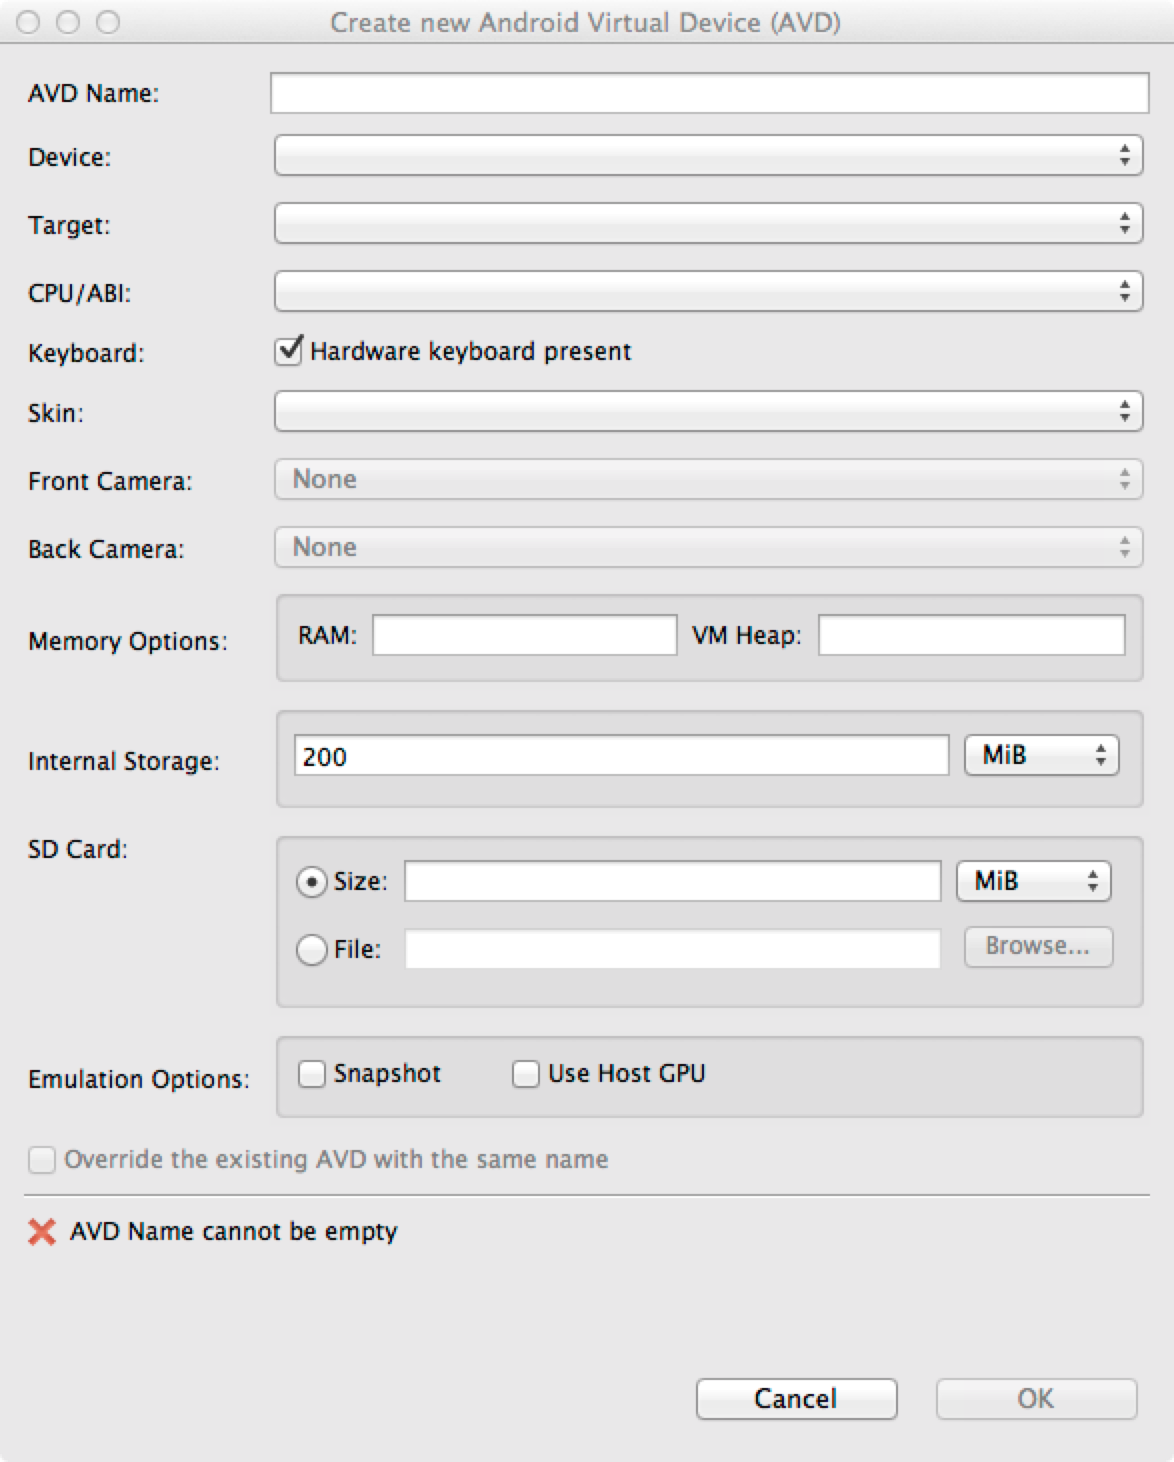 Create new Android Virtual Device (AVD)
AVD Name:
Device:
Target:
CPU/ABI:
Keyboard: Hardware keyboard present
Skin:
Front Camera: None
Back Camera: None
Memory Options: RAM: VM Heap:
Internal Storage: 200 MiB
SD Card:
Size: MiB
File: Browse...
Emulation Options: Snapshot Use Host GPU
Override the existing AVD with the same name
AVD Name cannot be empty
Cancel OK